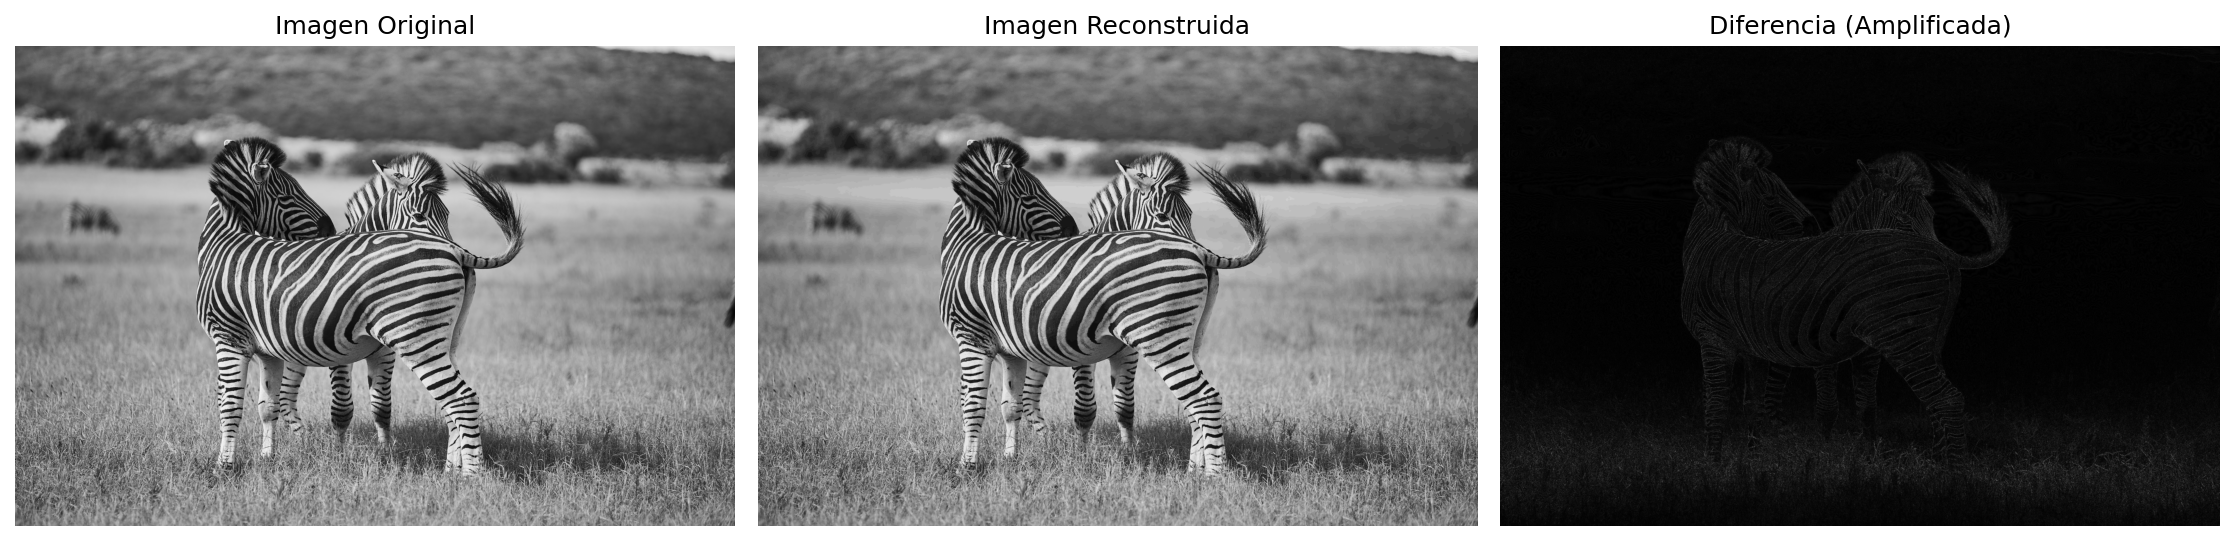 Imagen Original
Imagen Reconstruida
Diferencia (Amplificada)